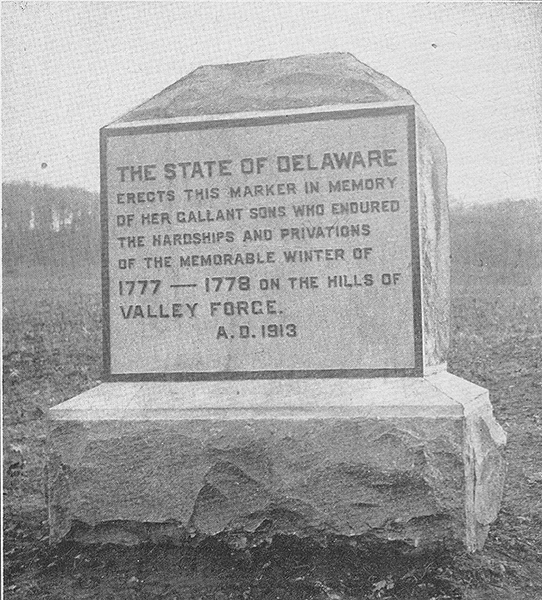 THE STATE OF DELAWARE
ERECTS THIS MARKER IN MEMORY
OF HER GALLANT SONS WHO ENDURED
THE HARDSHIPS AND PRIVATIONS
OF THE MEMORABLE WINTER OF
1777 — 1778 ON THE HILLS OF
VALLEY FORGE.
A. D. 1913